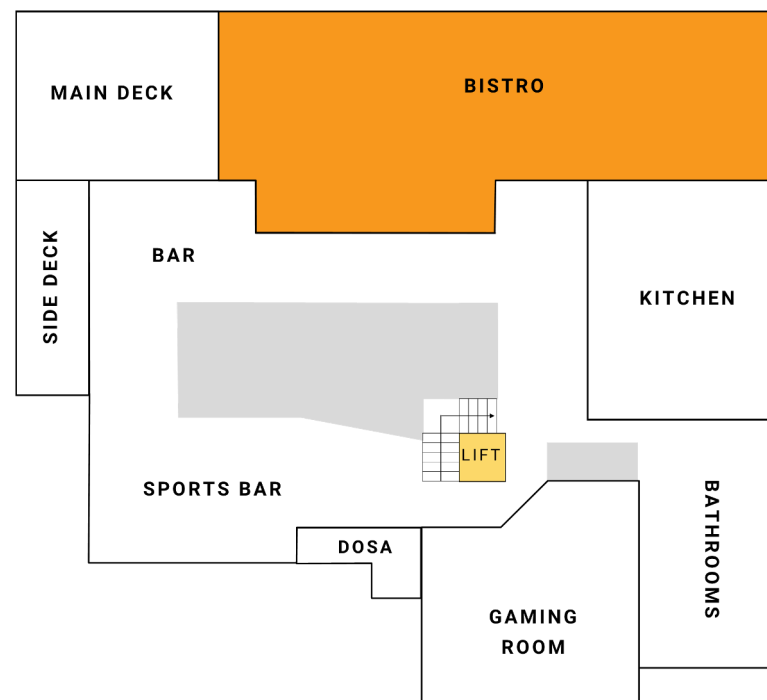 MAIN DECK
BISTRO
BAR
SIDE DECK
KITCHEN
LIFT
SPORTS BAR
BATHROOMS
DOSA
GAMING
ROOM